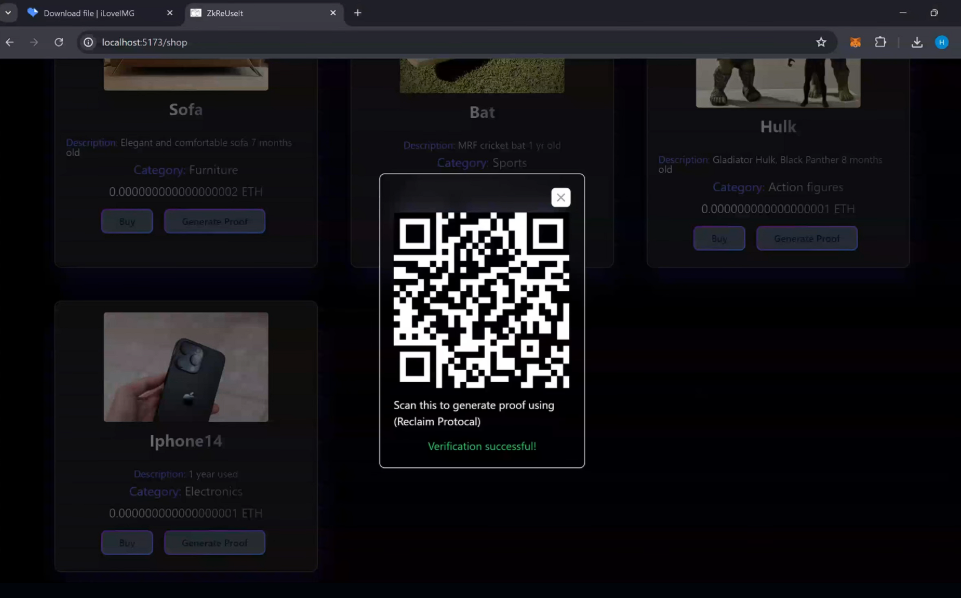 Download file | iLoveIMG
ZkReUseIt
localhost:5173/shop
H
Sofa
Description: Elegant and comfortable sofa 7 months
old
Category: Furniture
0.000000000000000002 ETH
Buy
Generate Proof
Bat
Description: MRF cricket bat 1 yr old
Category: Sports
Hulk
Description: Gladiator Hulk, Black Panther 8 months
old
Category: Action figures
0.000000000000000001 ETH
Buy
Generate Proof
Scan this to generate proof using
(Reclaim Protocal)
Verification successful!
Iphone14
Description: 1 year used
Category: Electronics
0.000000000000000001 ETH
Buy
Generate Proof